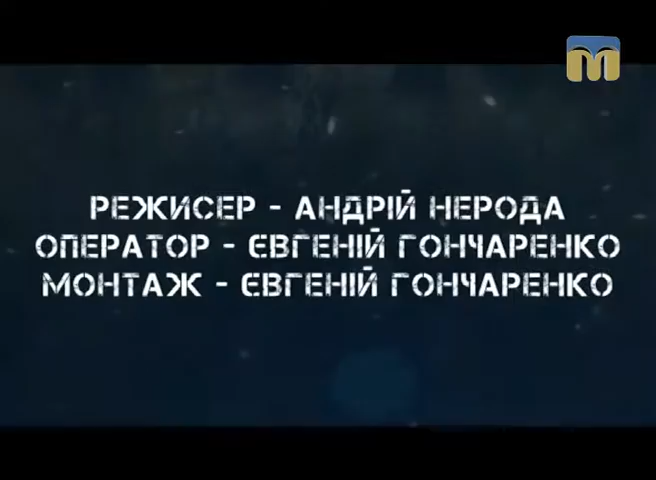 РЕЖИСЕР - АНДРІЙ НЕРОДА
ОПЕРАТОР - ЄВГЕНІЙ ГОНЧАРЕНКО
МОНТАЖ - ЄВГЕНІЙ ГОНЧАРЕНКО